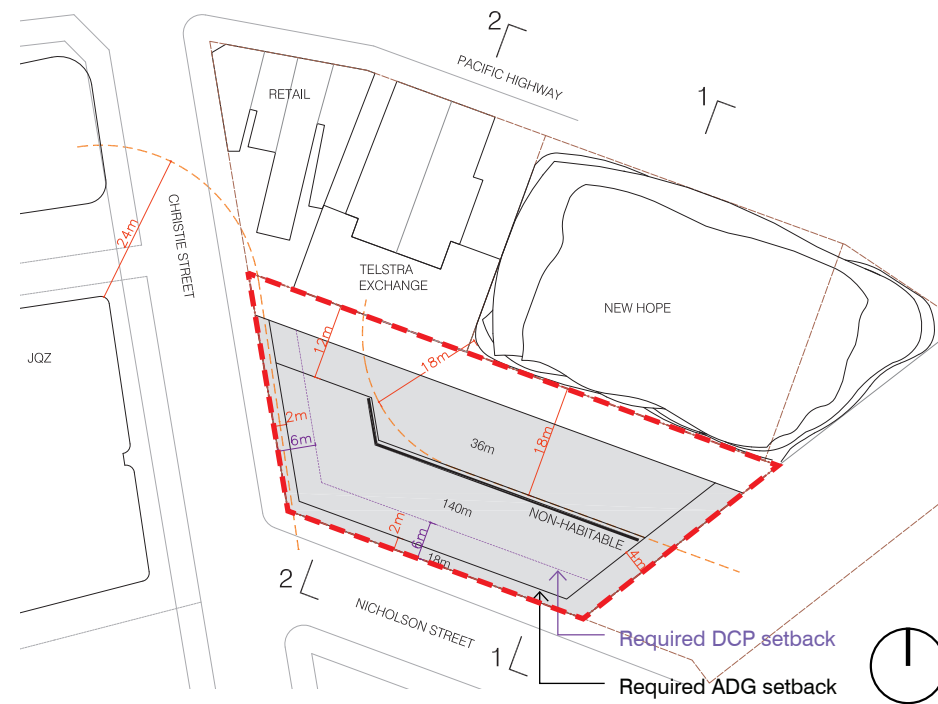 2
PACIFIC HIGHWAY
1
RETAIL
24m
CHRISTIE STREET
TELSTRA
EXCHANGE
NEW HOPE
JQZ
12m
18m
2m
6m
36m
18m
140m
NON-HABITABLE
2m
6m
18m
4m
2
NICHOLSON STREET
1
Required DCP setback
Required ADG setback